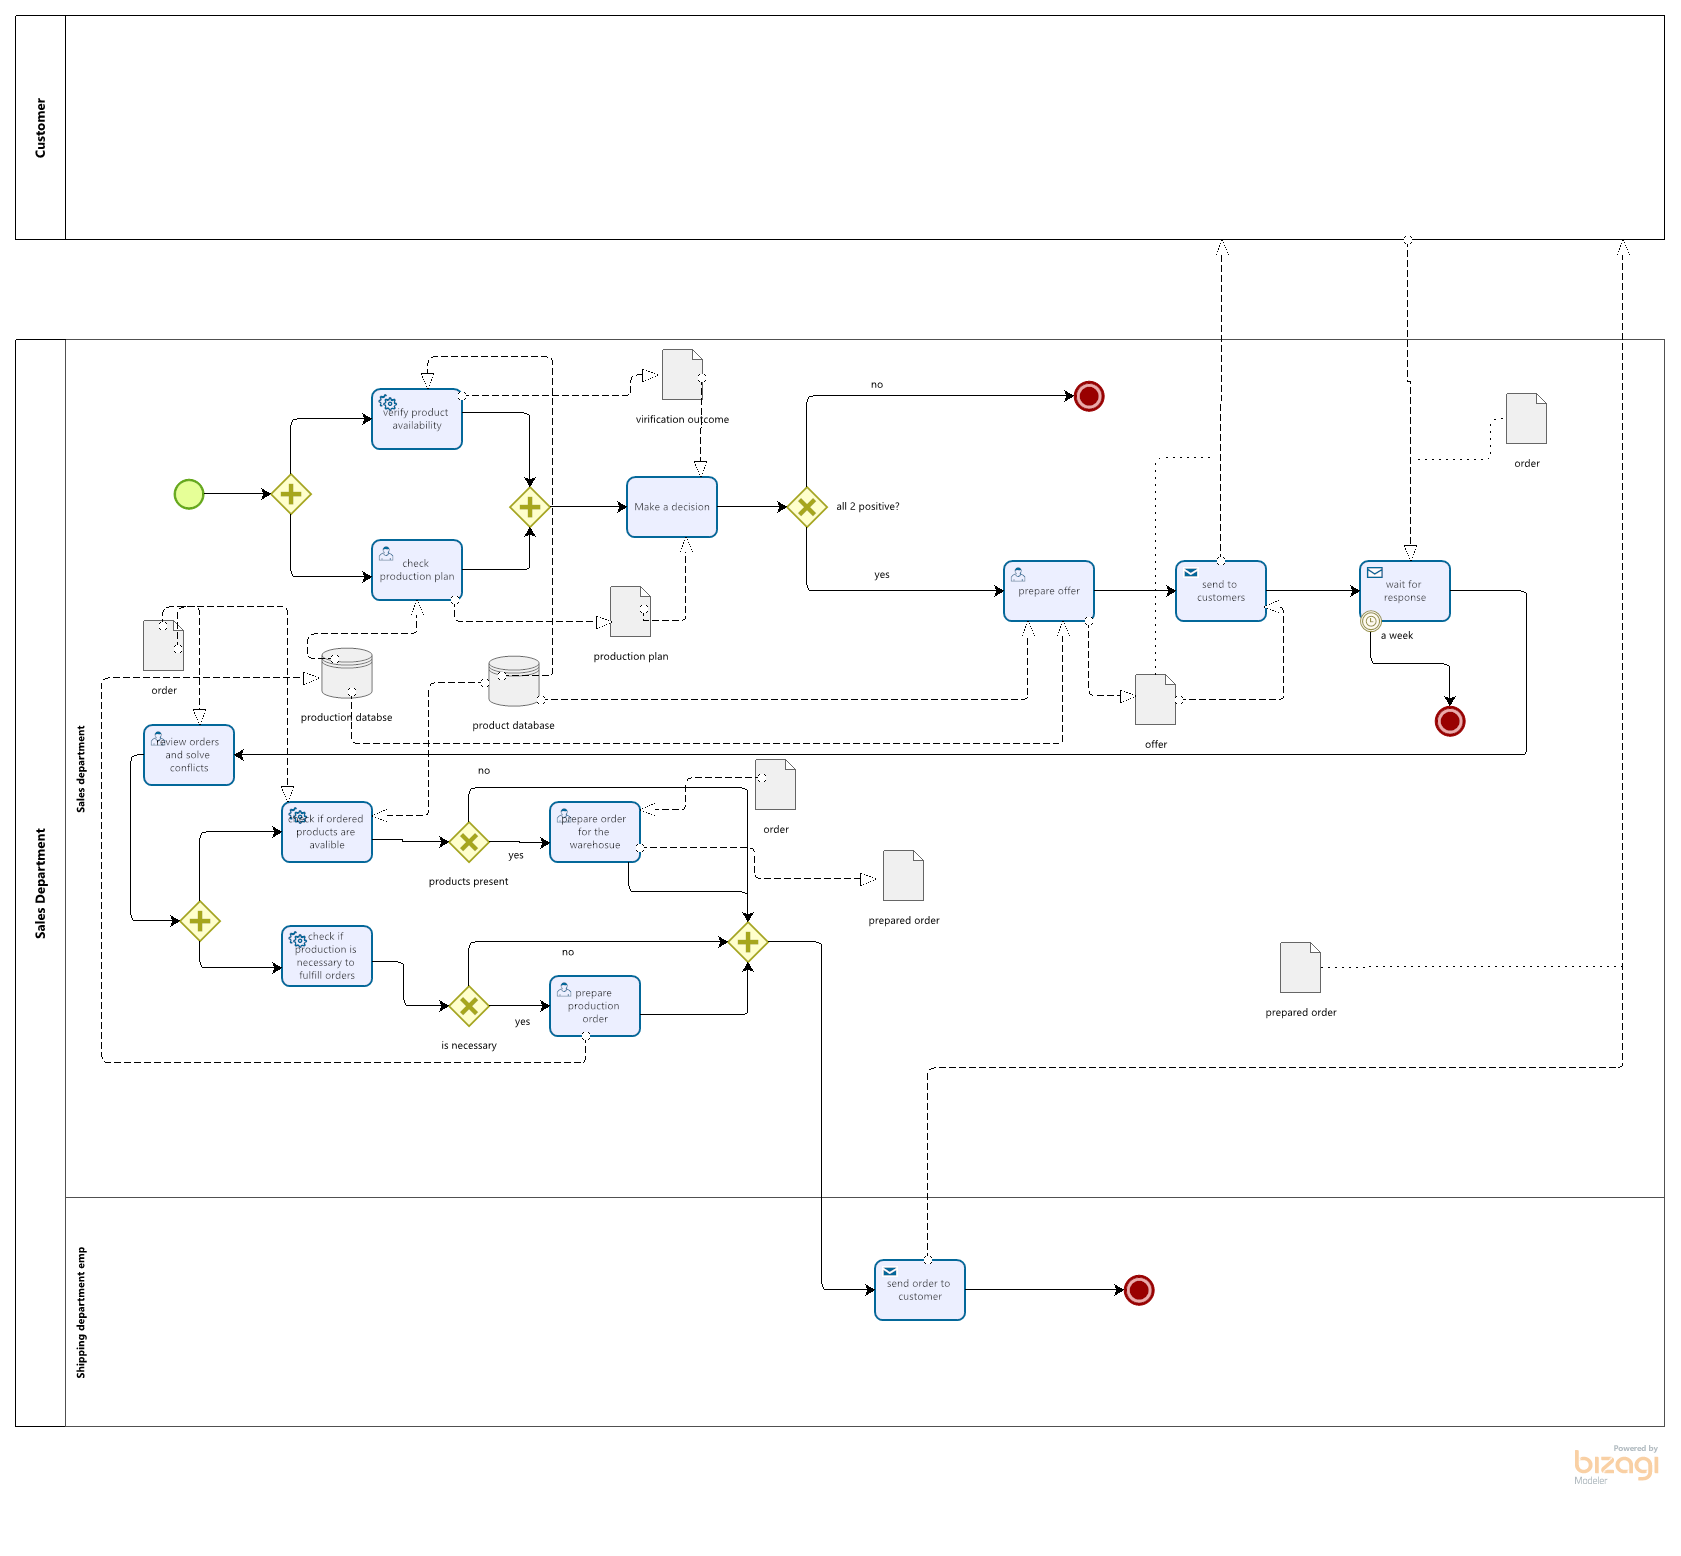 Customer
Sales Department
Sales department
Shipping department emp
verify product
availability
virification outcome
no
order
Make a decision
all 2 positive?
check
production plan
yes
prepare offer
send to
customers
wait for
response
a week
order
production plan
production databse
product database
offer
review orders
and solve
conflicts
no
check if ordered
products are
avalible
yes
products present
prepare order
for the
warehosue
order
prepared order
check if
production is
necessary to
fulfill orders
no
yes
is necessary
prepare
production
order
prepared order
send order to
customer
Powered by
bizagi
Modeler